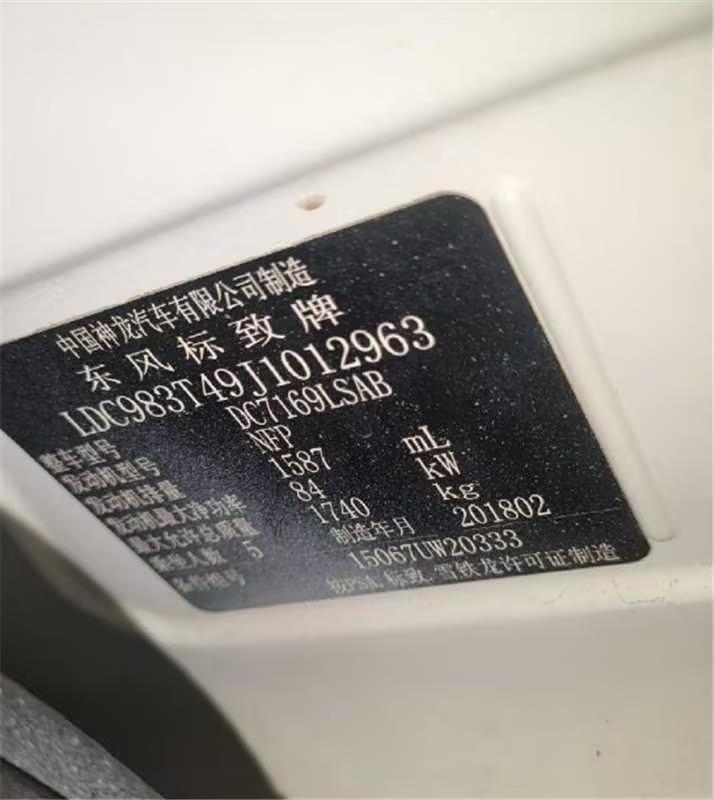 中国神龙汽车有限公司制造
东风标致牌
LDC983T49J1012963
整车型号 DC7169LSAB
发动机型号 NFP
发动机排量 1587 mL
发动机最大净功率 84 kW
最大允许总质量 1740 kg
乘坐人数 5 制造年月 201802
备件组号 15067UW20333
按PSA 标致 雪铁龙许可证制造